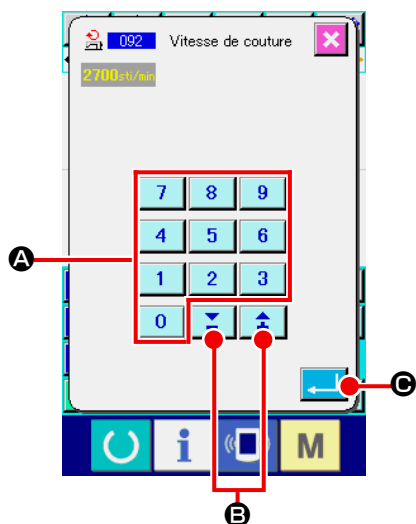 092 Vitesse de couture
2700sti/min
7 8 9
4 5 6
1 2 3
0
A
B
C
i M